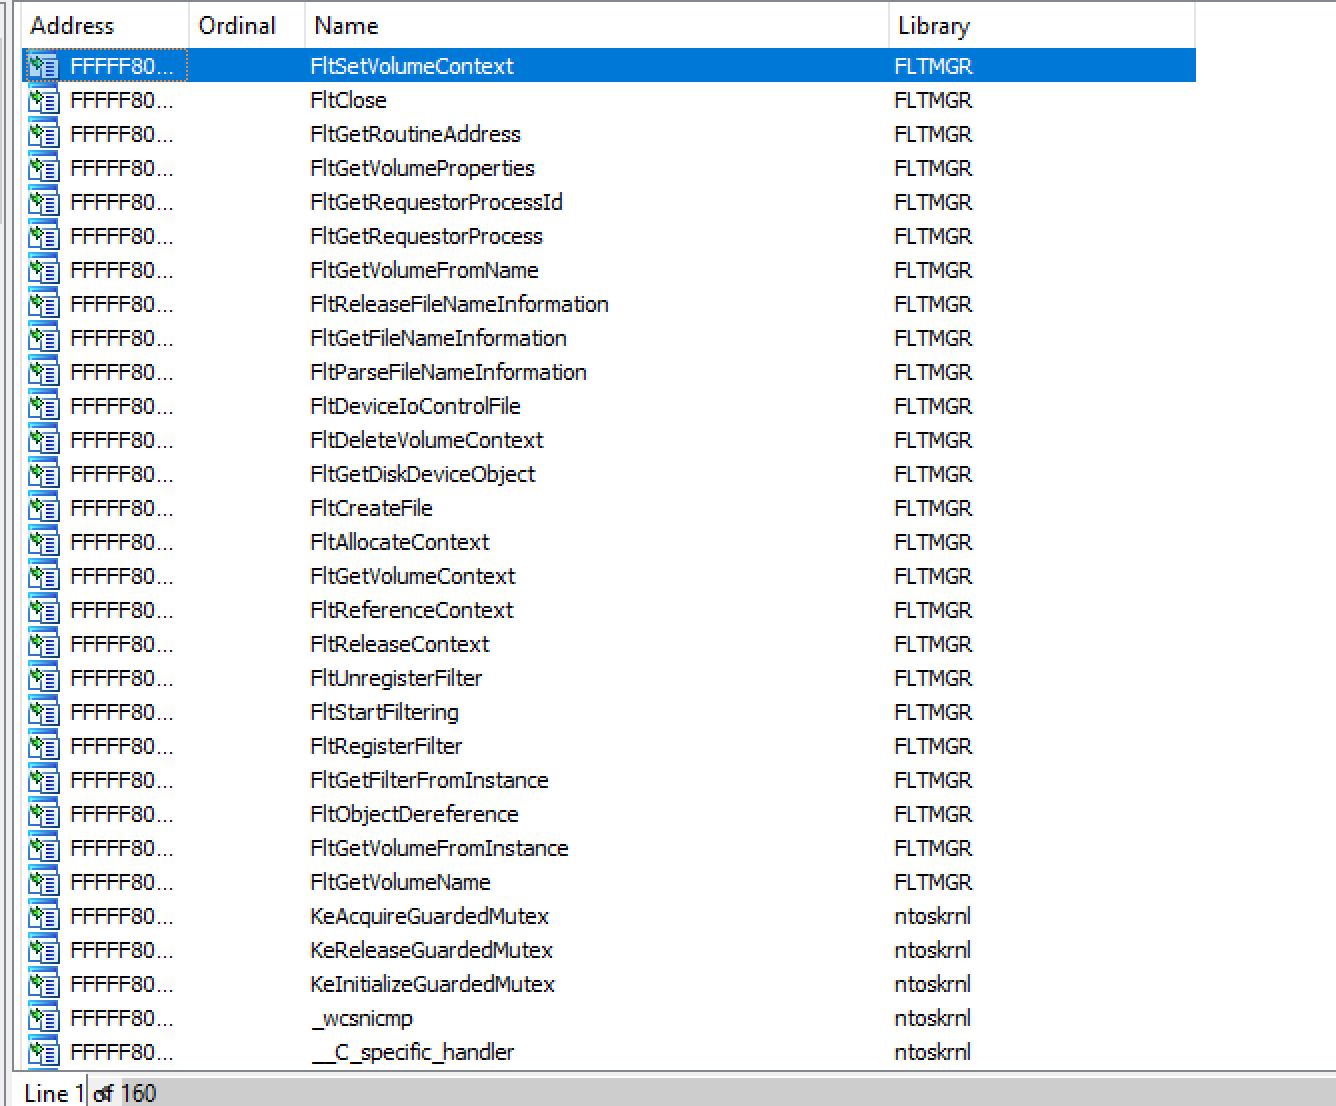 Address Ordinal Name Library
FFFFF80... FltSetVolumeContext FLTMGR
FFFFF80... FltClose FLTMGR
FFFFF80... FltGetRoutineAddress FLTMGR
FFFFF80... FltGetVolumeProperties FLTMGR
FFFFF80... FltGetRequestorProcessId FLTMGR
FFFFF80... FltGetRequestorProcess FLTMGR
FFFFF80... FltGetVolumeFromName FLTMGR
FFFFF80... FltReleaseFileNameInformation FLTMGR
FFFFF80... FltGetFileNameInformation FLTMGR
FFFFF80... FltParseFileNameInformation FLTMGR
FFFFF80... FltDeviceIoControlFile FLTMGR
FFFFF80... FltDeleteVolumeContext FLTMGR
FFFFF80... FltGetDiskDeviceObject FLTMGR
FFFFF80... FltCreateFile FLTMGR
FFFFF80... FltAllocateContext FLTMGR
FFFFF80... FltGetVolumeContext FLTMGR
FFFFF80... FltReferenceContext FLTMGR
FFFFF80... FltReleaseContext FLTMGR
FFFFF80... FltUnregisterFilter FLTMGR
FFFFF80... FltStartFiltering FLTMGR
FFFFF80... FltRegisterFilter FLTMGR
FFFFF80... FltGetFilterFromInstance FLTMGR
FFFFF80... FltObjectDereference FLTMGR
FFFFF80... FltGetVolumeFromInstance FLTMGR
FFFFF80... FltGetVolumeName FLTMGR
FFFFF80... KeAcquireGuardedMutex ntoskrnl
FFFFF80... KeReleaseGuardedMutex ntoskrnl
FFFFF80... KeInitializeGuardedMutex ntoskrnl
FFFFF80... _wcsnicmp ntoskrnl
FFFFF80... __C_specific_handler ntoskrnl
Line 1 of 160